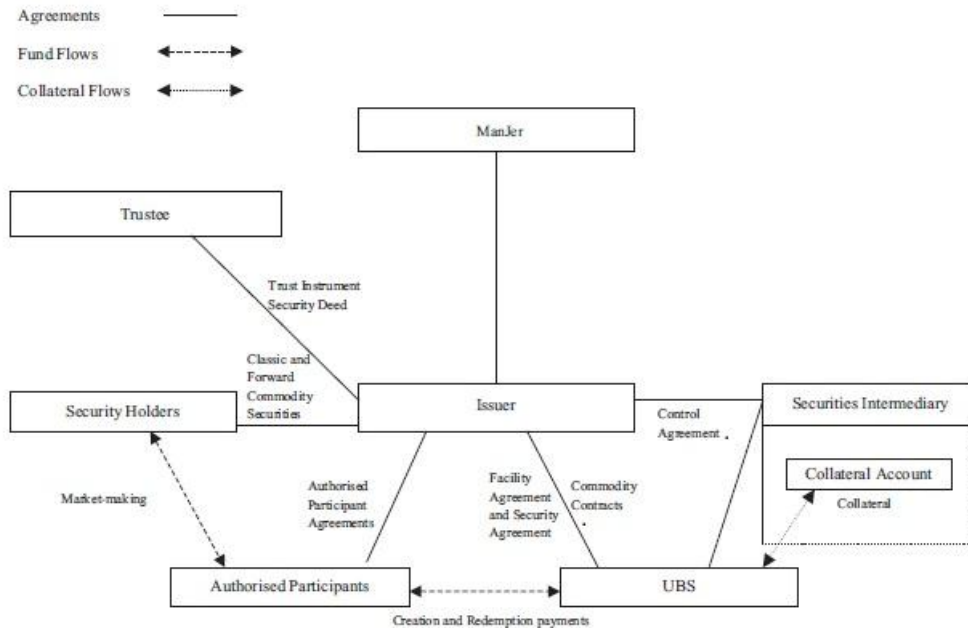 Agreements
Fund Flows
Collateral Flows
ManJer
Trustee
Trust Instrument
Security Deed
Classic and
Forward
Commodity
Securities
Security Holders
Issuer
Control
Agreement
Securities Intermediary
Collateral Account
Collateral
Market-making
Authorised
Participant
Agreements
Facility
Agreement
and Security
Agreement
Commodity
Contracts
Authorised Participants
UBS
Creation and Redemption payments